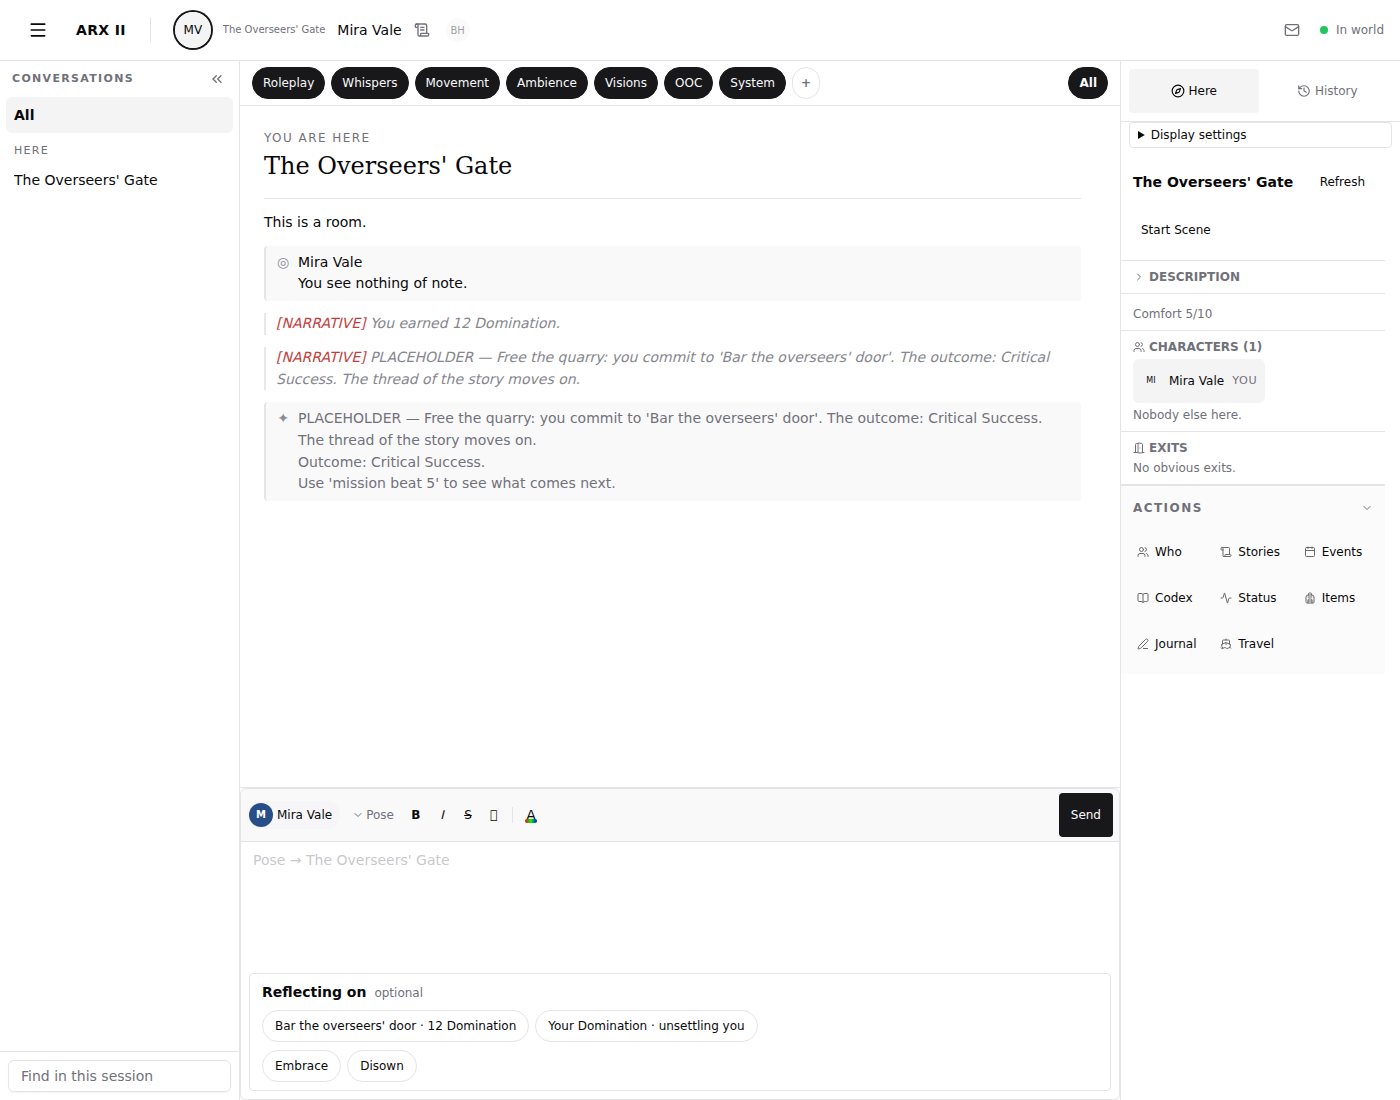 ARX II
MV
The Overseers' Gate
Mira Vale
BH
In world
CONVERSATIONS
All
HERE
The Overseers' Gate
Find in this session
Roleplay
Whispers
Movement
Ambience
Visions
OOC
System
+
All
YOU ARE HERE
The Overseers' Gate
This is a room.
◎ Mira Vale
You see nothing of note.
[NARRATIVE] You earned 12 Domination.
[NARRATIVE] PLACEHOLDER — Free the quarry: you commit to 'Bar the overseers' door'. The outcome: Critical
Success. The thread of the story moves on.
✦ PLACEHOLDER — Free the quarry: you commit to 'Bar the overseers' door'. The outcome: Critical Success.
The thread of the story moves on.
Outcome: Critical Success.
Use 'mission beat 5' to see what comes next.
M
Mira Vale
Pose
B
I
S
A
Send
Pose → The Overseers' Gate
Reflecting on optional
Bar the overseers' door · 12 Domination
Your Domination · unsettling you
Embrace
Disown
Here
History
Display settings
The Overseers' Gate
Refresh
Start Scene
DESCRIPTION
Comfort 5/10
CHARACTERS (1)
MI
Mira Vale
YOU
Nobody else here.
EXITS
No obvious exits.
ACTIONS
Who
Stories
Events
Codex
Status
Items
Journal
Travel